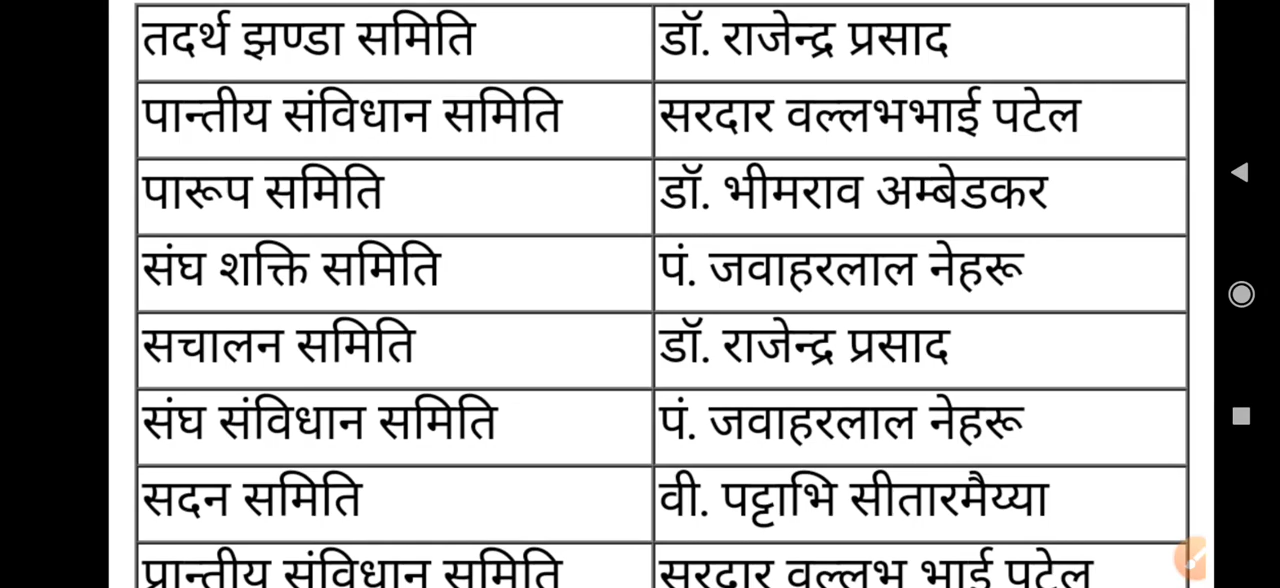 तदर्थ झण्डा समिति डॉ. राजेन्द्र प्रसाद
पान्तीय संविधान समिति सरदार वल्लभभाई पटेल
पारूप समिति डॉ. भीमराव अम्बेडकर
संघ शक्ति समिति पं. जवाहरलाल नेहरू
सचालन समिति डॉ. राजेन्द्र प्रसाद
संघ संविधान समिति पं. जवाहरलाल नेहरू
सदन समिति वी. पट्टाभि सीतारमैय्या
प्रान्तीय संविधान समिति सरदार वल्लभ भाई पटेल